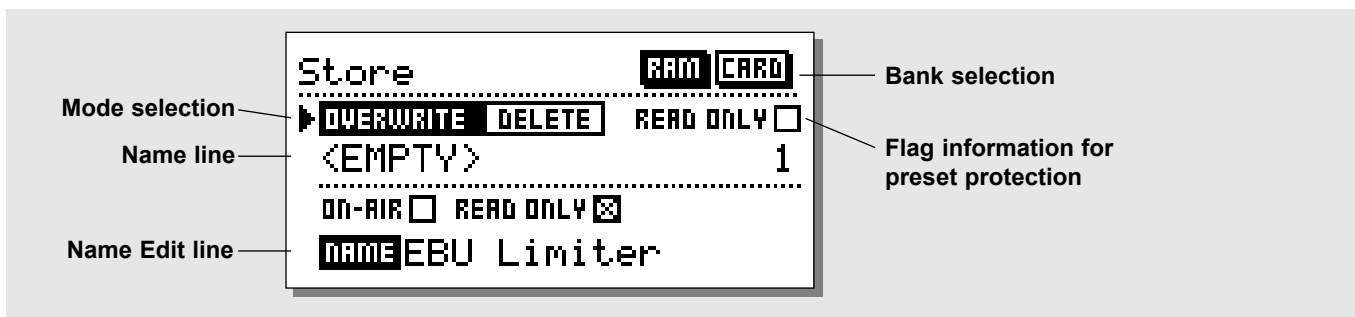 Store RAM CARD
Bank selection
Mode selection
OVERWRITE DELETE READ ONLY
Name line
<EMPTY> 1
Flag information for
preset protection
ON-AIR READ ONLY
Name Edit line
NAME EBU Limiter